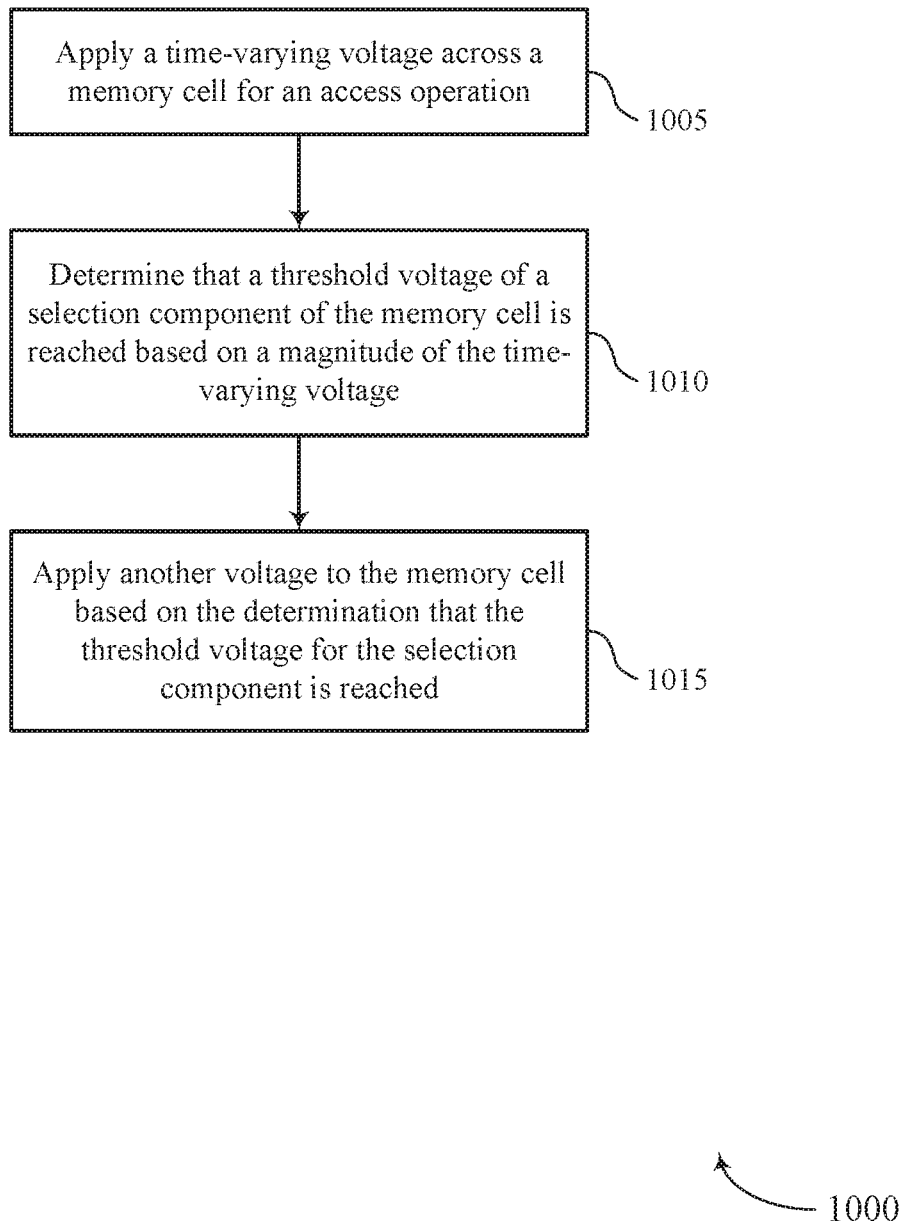 Apply a time-varying voltage across a
memory cell for an access operation
1005
Determine that a threshold voltage of a
selection component of the memory cell is
reached based on a magnitude of the time-
varying voltage
1010
Apply another voltage to the memory cell
based on the determination that the
threshold voltage for the selection
component is reached
1015
1000